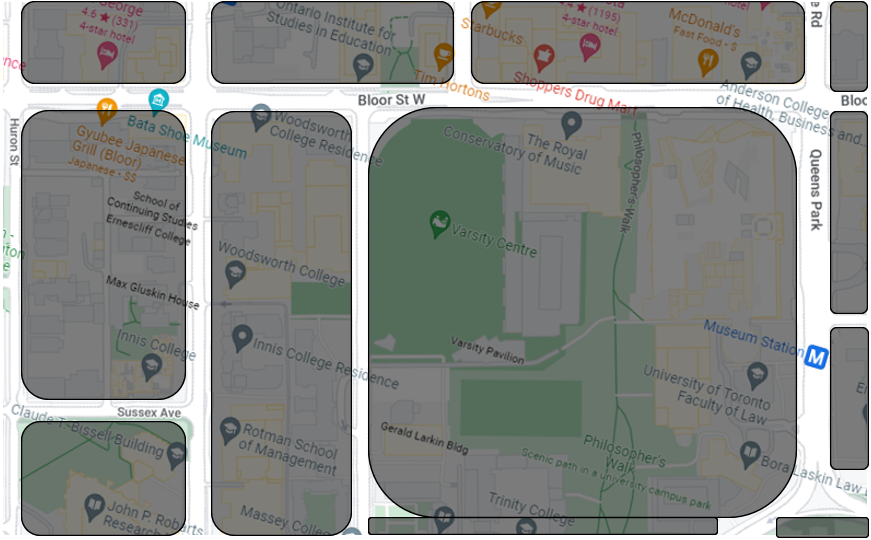 George
4.6 ★ (331)
4-star hotel
Ontario Institute for
Studies in Education
Starbucks
(1195)
4-star hotel
McDonald's
Fast Food • $
Tim Hortons
Shoppers Drug Mart
Anderson College
of Health, Business and
Bloor St W
Bloo
Huron St
Gyubee Japanese
Grill (Bloor)
Japanese • $$
Bata Shoe Museum
Woodsworth
College Residence
Conservatory of Music
The Royal
Philosopher's Walk
Queens Park
School of
Continuing Studies
Ernescliff College
Varsity Centre
Woodsworth College
Max Gluskin House
Innis College
Innis College Residence
Varsity Pavilion
Museum Station
M
University of Toronto
Faculty of Law
Sussex Ave
Claude T. Bissell Building
Rotman School
of Management
Gerald Larkin Bldg
Philosopher's
Walk
Scenic path in a university campus park
Bora Laskin Law
John P. Robarts
Research
Massey College
Trinity College